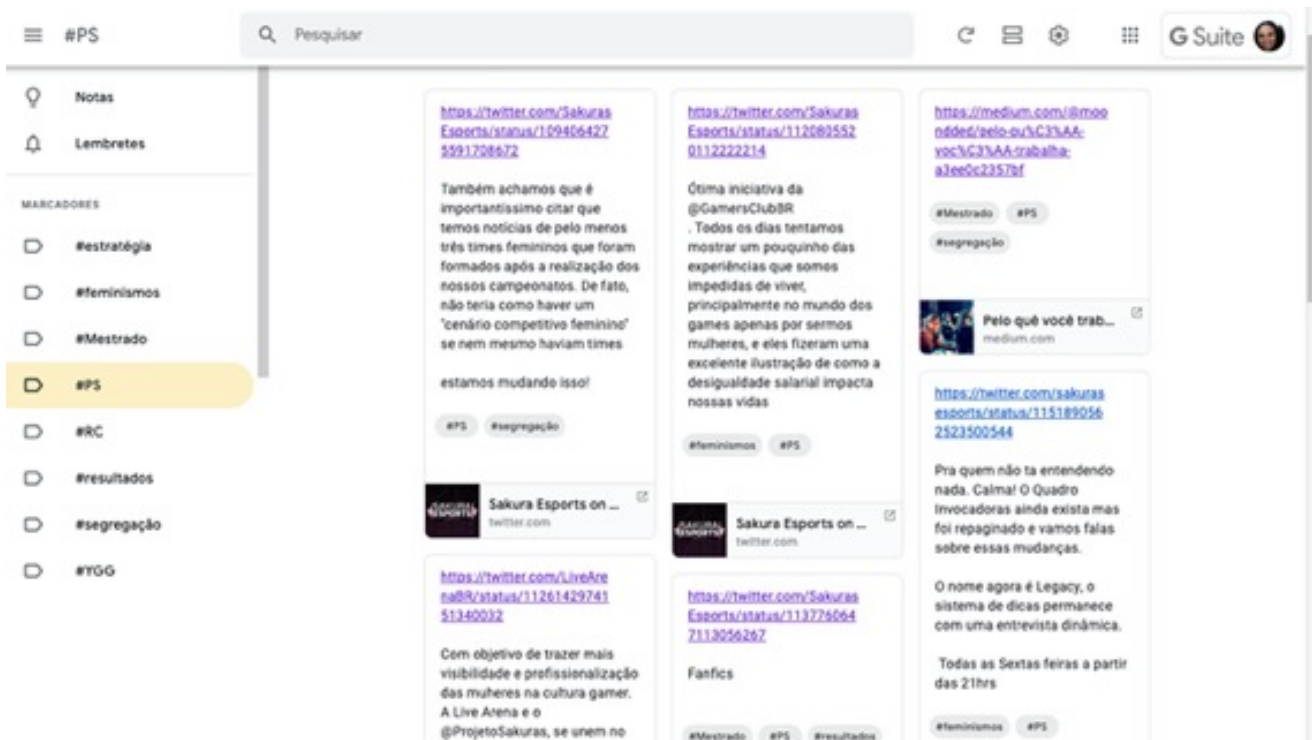 #PS
Pesquisar
G Suite
Notas
Lembretes
MARCADORES
#estratégia
#feminismos
#Mestrado
#PS
#RC
#resultados
#segregação
#YGG
https://twitter.com/Sakuras
Esports/status/109406427
5591708672
Também achamos que é
importantíssimo citar que
temos notícias de pelo menos
três times femininos que foram
formados após a realização dos
nossos campeonatos. De fato,
não teria como haver um
"cenário competitivo feminino"
se nem mesmo haviam times
estamos mudando isso!
#PS #segregação
SAKURA ESPORTS
Sakura Esports on ...
twitter.com
https://twitter.com/LiveAre
naBR/status/11261429741
51340032
Com objetivo de trazer mais
visibilidade e profissionalização
das muheres na cultura gamer.
A Live Arena e o
@ProjetoSakuras, se unem no
https://twitter.com/Sakuras
Esports/status/112080552
0112222214
Ótima iniciativa da
@GamersClubBR
. Todos os dias tentamos
mostrar um pouquinho das
experiências que somos
impedidas de viver,
principalmente no mundo dos
games apenas por sermos
mulheres, e eles fizeram uma
excelente ilustração de como a
desigualdade salarial impacta
nossas vidas
#feminismos #PS
SAKURA ESPORTS
Sakura Esports on ...
twitter.com
https://twitter.com/Sakuras
Esports/status/113776064
7113056267
Fanfics
#Mestrado #PS #resultados
https://medium.com/@moo
ndded/pelo-qu%C3%AA-
voc%C3%AA-trabalha-
a3ee0c2357bf
#Mestrado #PS
#segregação
Pelo quê você trab...
medium.com
https://twitter.com/sakuras
esports/status/115189056
2523500544
Pra quem não ta entendendo
nada. Calma! O Quadro
Invocadoras ainda exista mas
foi repaginado e vamos falas
sobre essas mudanças.
O nome agora é Legacy, o
sistema de dicas permanece
com uma entrevista dinâmica.
Todas as Sextas feiras a partir
das 21hrs
#feminismos #PS